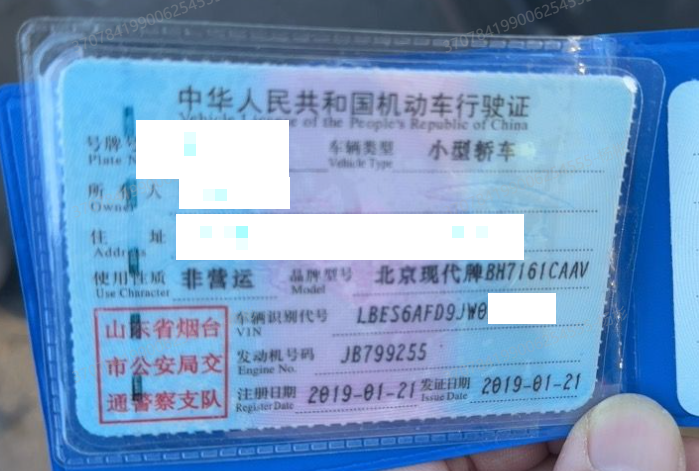 中华人民共和国机动车行驶证
Vehicle License of the People's Republic of China
号牌
Plate
车辆类型 小型轿车
Vehicle Type
所有人
Owner
住址
Address
使用性质 非营运 品牌型号 北京现代牌BH7161CAAV
Use Character Model
山东省烟台
市公安局交
通警察支队
车辆识别代号 LBES6AFD9JW0
VIN
发动机号码 JB799255
Engine No.
注册日期 2019-01-21 发证日期 2019-01-21
Register Date Issue Date